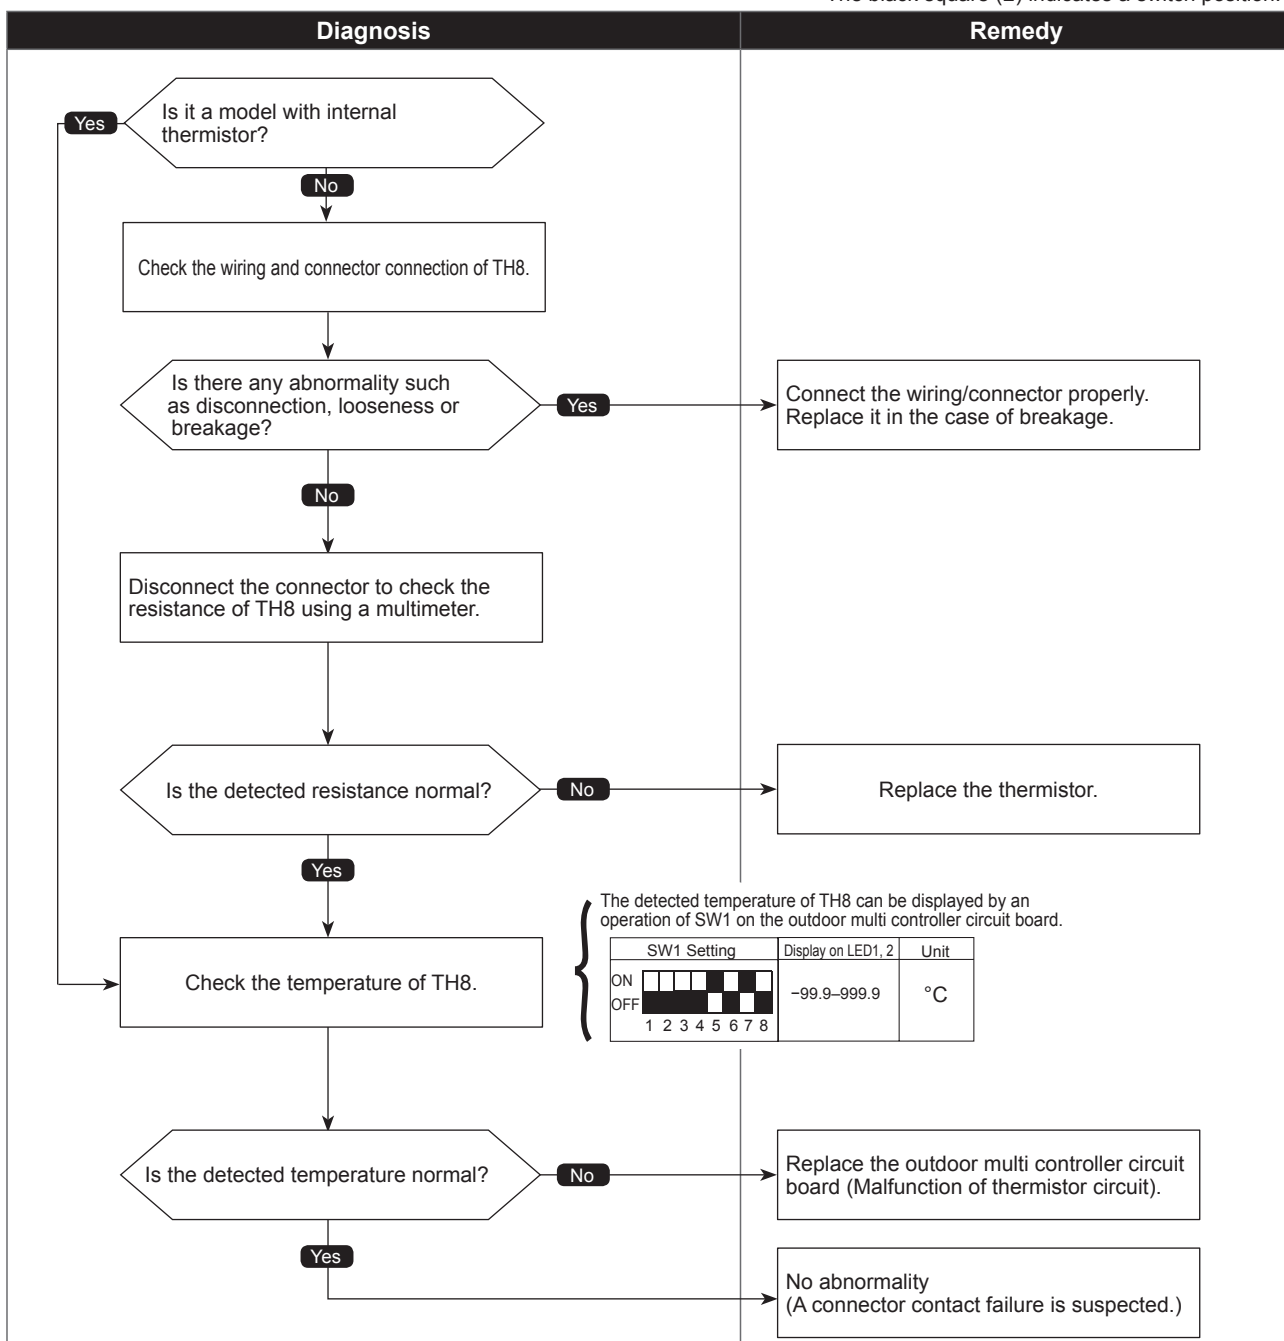 Diagnosis
Remedy
Is it a model with internal
thermistor?
Yes
No
Check the wiring and connector connection of TH8.
Is there any abnormality such
as disconnection, looseness or
breakage?
Yes
Connect the wiring/connector properly.
Replace it in the case of breakage.
No
Disconnect the connector to check the
resistance of TH8 using a multimeter.
Is the detected resistance normal?
No
Replace the thermistor.
Yes
The detected temperature of TH8 can be displayed by an
operation of SW1 on the outdoor multi controller circuit board.
SW1 Setting
Display on LED1, 2
Unit
ON
OFF
1 2 3 4 5 6 7 8
−99.9–999.9
°C
Check the temperature of TH8.
Is the detected temperature normal?
No
Replace the outdoor multi controller circuit
board (Malfunction of thermistor circuit).
Yes
No abnormality
(A connector contact failure is suspected.)